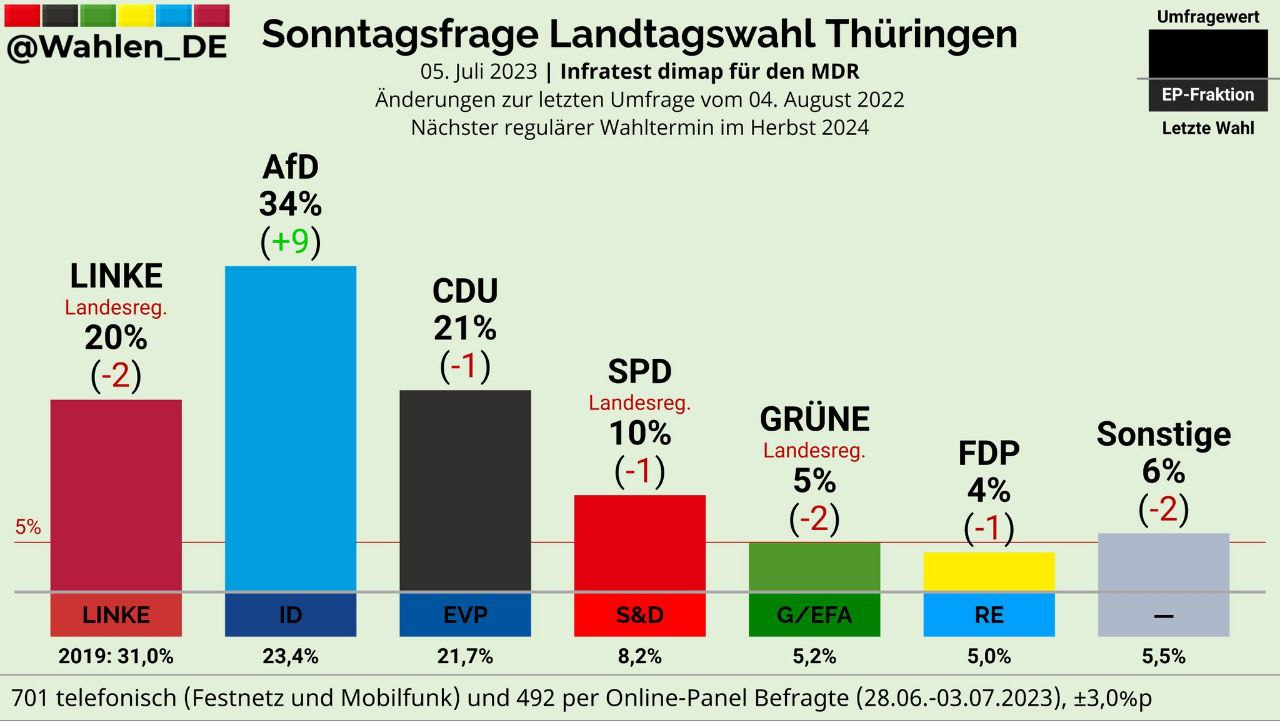 @Wahlen_DE
Sonntagsfrage Landtagswahl Thüringen
05. Juli 2023 | Infratest dimap für den MDR
Änderungen zur letzten Umfrage vom 04. August 2022
Nächster regulärer Wahltermin im Herbst 2024
Umfragewert
EP-Fraktion
Letzte Wahl
LINKE
Landesreg.
20%
(-2)
AfD
34%
(+9)
CDU
21%
(-1)
SPD
Landesreg.
10%
(-1)
GRÜNE
Landesreg.
5%
(-2)
FDP
4%
(-1)
Sonstige
6%
(-2)
5%
LINKE
ID
EVP
S&D
G/EFA
RE
—
2019: 31,0%
23,4%
21,7%
8,2%
5,2%
5,0%
5,5%
701 telefonisch (Festnetz und Mobilfunk) und 492 per Online-Panel Befragte (28.06.-03.07.2023), ±3,0%p